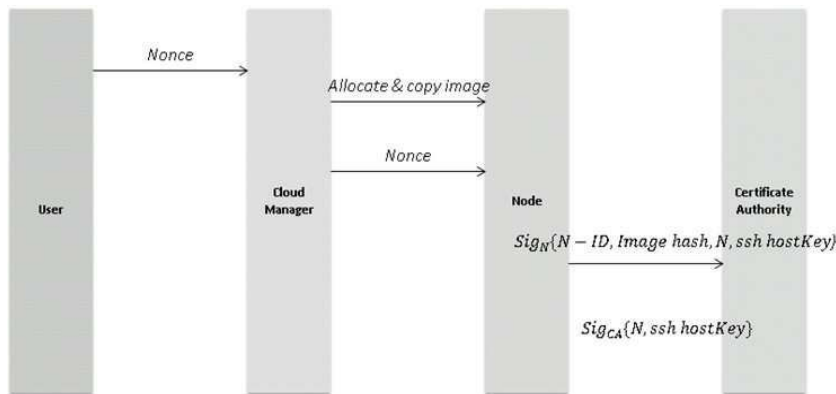 Nonce
Allocate & copy image
Nonce
User
Cloud
Manager
Node
Certificate
Authority
Sig_N{N − ID, Image hash, N, ssh hostKey}
Sig_CA{N, ssh hostKey}